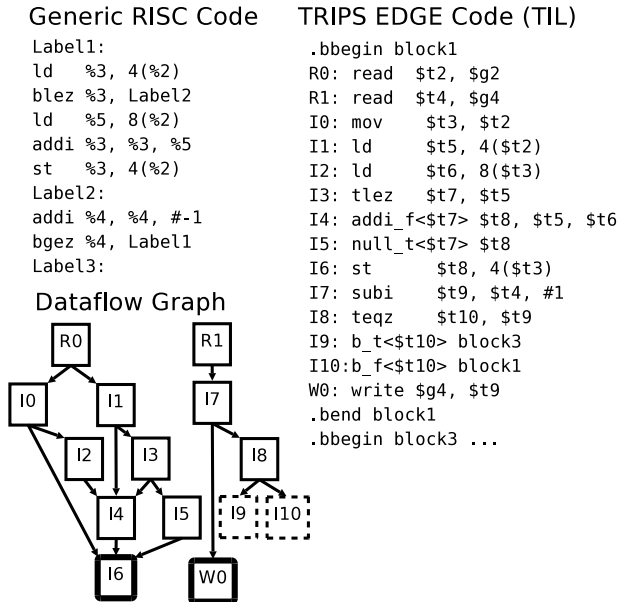 Generic RISC Code
Label1:
ld %3, 4(%2)
blez %3, Label2
ld %5, 8(%2)
addi %3, %3, %5
st %3, 4(%2)
Label2:
addi %4, %4, #-1
bgez %4, Label1
Label3:
TRIPS EDGE Code (TIL)
.bbegin block1
R0: read $t2, $g2
R1: read $t4, $g4
I0: mov $t3, $t2
I1: ld $t5, 4($t2)
I2: ld $t6, 8($t3)
I3: tlez $t7, $t5
I4: addi_f<$t7> $t8, $t5, $t6
I5: null_t<$t7> $t8
I6: st $t8, 4($t3)
I7: subi $t9, $t4, #1
I8: teqz $t10, $t9
I9: b_t<$t10> block3
I10:b_f<$t10> block1
W0: write $g4, $t9
.bend block1
.bbegin block3 ...
Dataflow Graph
R0 R1
I0 I1 I7
I2 I3 I8
I4 I5 I9 I10
I6 W0